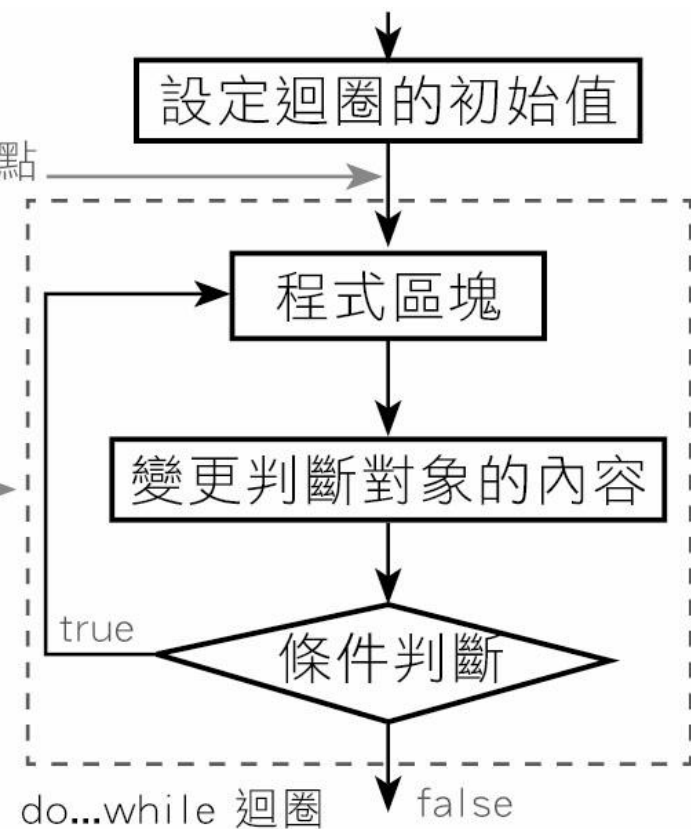 設定迴圈的初始值
點
程式區塊
變更判斷對象的內容
true
條件判斷
do...while 迴圈
false